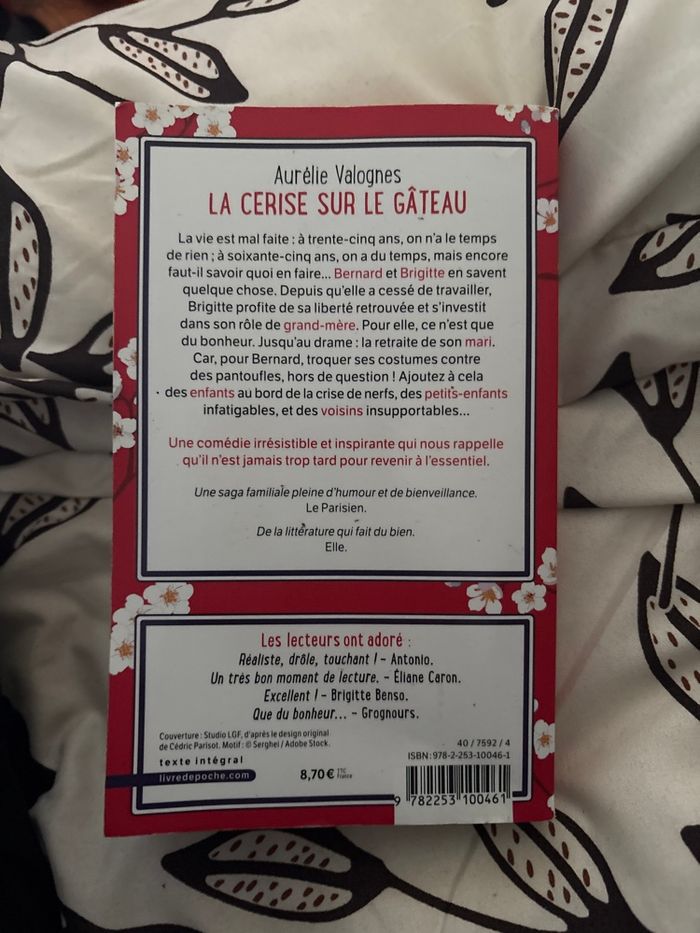 Aurélie Valognes
LA CERISE SUR LE GÂTEAU
La vie est mal faite : à trente-cinq ans, on n'a le temps
de rien ; à soixante-cinq ans, on a du temps, mais encore
faut-il savoir quoi en faire... Bernard et Brigitte en savent
quelque chose. Depuis qu'elle a cessé de travailler,
Brigitte profite de sa liberté retrouvée et s'investit
dans son rôle de grand-mère. Pour elle, ce n'est que
du bonheur. Jusqu'au drame : la retraite de son mari.
Car, pour Bernard, troquer ses costumes contre
des pantoufles, hors de question ! Ajoutez à cela
des enfants au bord de la crise de nerfs, des petits-enfants
infatigables, et des voisins insupportables...
Une comédie irrésistible et inspirante qui nous rappelle
qu'il n'est jamais trop tard pour revenir à l'essentiel.
Une saga familiale pleine d'humour et de bienveillance.
Le Parisien.
De la littérature qui fait du bien.
Elle.
Les lecteurs ont adoré :
Réaliste, drôle, touchant ! – Antonio.
Un très bon moment de lecture. – Éliane Caron.
Excellent ! – Brigitte Benso.
Que du bonheur... – Grognours.
Couverture : Studio LGF, d'après le design original
de Cédric Parisot. Motif : © Serghei / Adobe Stock.
texte intégral
livredepoche.com
8,70 € TTC France
40 / 7592 / 4
ISBN : 978-2-253-10046-1
9 782253 100461